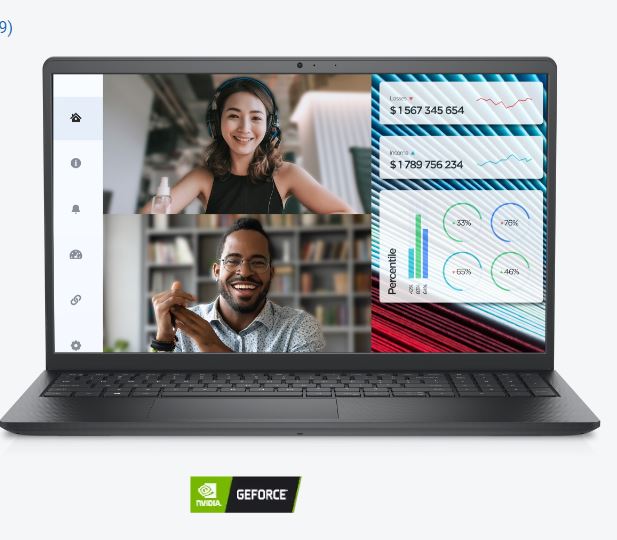 9)
Losses
$ 1 567 345 654
Income
$ 1 789 756 234
Percentile
33%
76%
65%
46%
NVIDIA.
GEFORCE